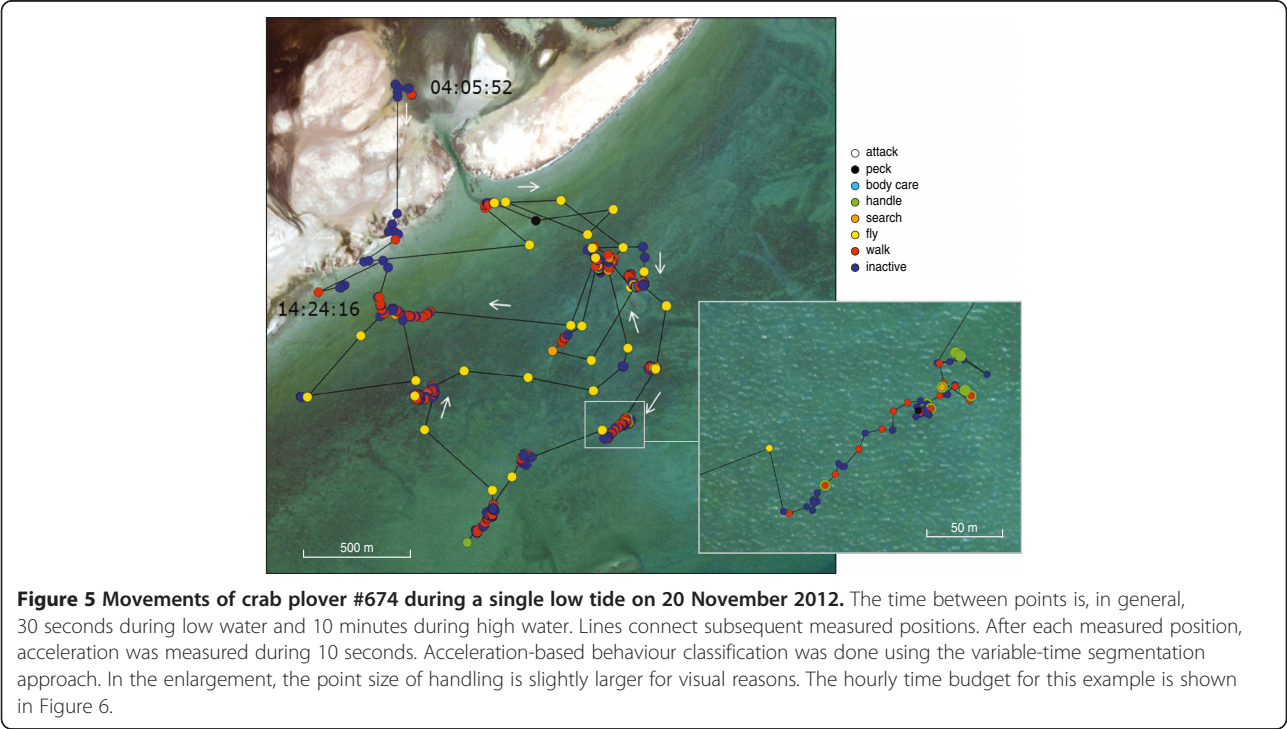 04:05:52
attack
peck
body care
handle
search
fly
walk
inactive
14:24:16
50 m
500 m
Figure 5 Movements of crab plover #674 during a single low tide on 20 November 2012. The time between points is, in general,
30 seconds during low water and 10 minutes during high water. Lines connect subsequent measured positions. After each measured position,
acceleration was measured during 10 seconds. Acceleration-based behaviour classification was done using the variable-time segmentation
approach. In the enlargement, the point size of handling is slightly larger for visual reasons. The hourly time budget for this example is shown
in Figure 6.